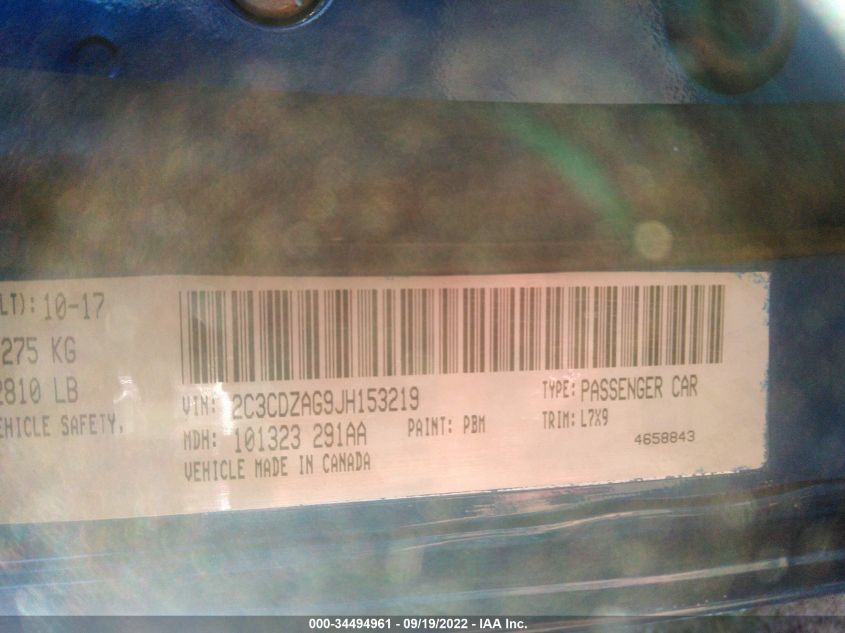 LT): 10-17
275 KG
2810 LB
EHICLE SAFETY,
VIN: 2C3CDZAG9JH153219
TYPE: PASSENGER CAR
MDH: 101323 291AA
PAINT: PBM
TRIM: L7X9
VEHICLE MADE IN CANADA
4658843
000-34494961 - 09/19/2022 - IAA Inc.